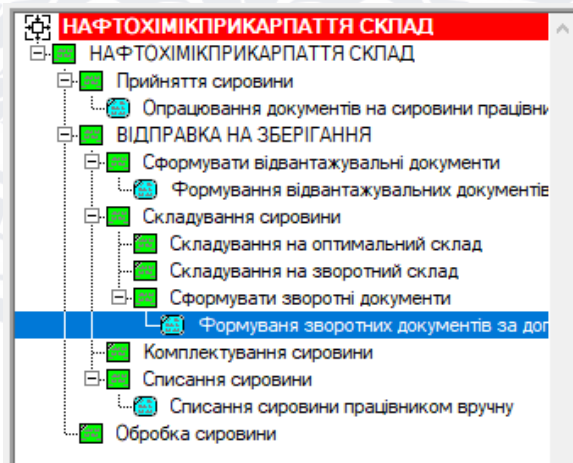 НАФТОХІМІКПРИКАРПАТТЯ СКЛАД
НАФТОХІМІКПРИКАРПАТТЯ СКЛАД
Прийняття сировини
Опрацювання документів на сировини працівни
ВІДПРАВКА НА ЗБЕРІГАННЯ
Сформувати відвантажувальні документи
Формування відвантажувальних документів
Складування сировини
Складування на оптимальний склад
Складування на зворотний склад
Сформувати зворотні документи
Формуваня зворотних документів за доп
Комплектування сировини
Списання сировини
Списання сировини працівником вручну
Обробка сировини